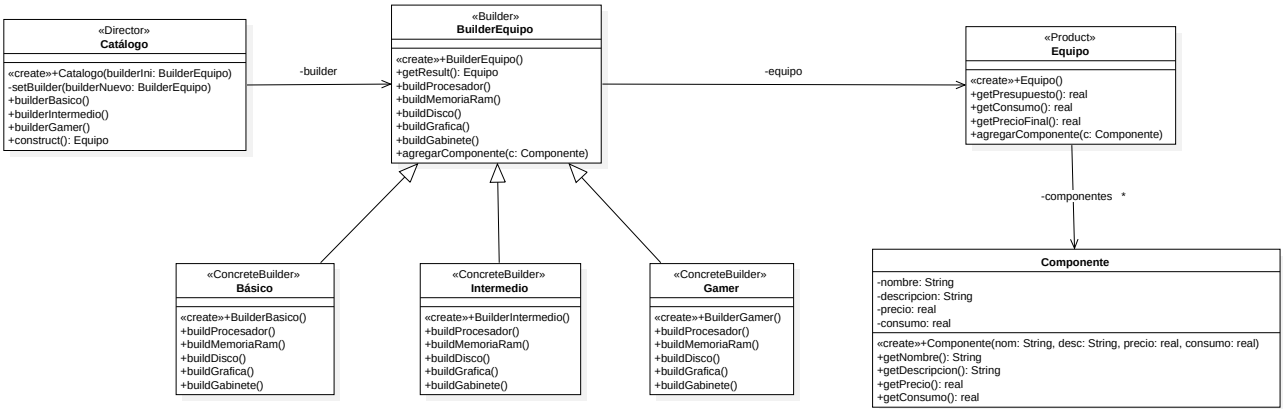 «Director»
Catálogo
«create»+Catalogo(builderIni: BuilderEquipo)
-setBuilder(builderNuevo: BuilderEquipo)
+builderBasico()
+builderIntermedio()
+builderGamer()
+construct(): Equipo
-builder
«Builder»
BuilderEquipo
«create»+BuilderEquipo()
+getResult(): Equipo
+buildProcesador()
+buildMemoriaRam()
+buildDisco()
+buildGrafica()
+buildGabinete()
+agregarComponente(c: Componente)
-equipo
«Product»
Equipo
«create»+Equipo()
+getPresupuesto(): real
+getConsumo(): real
+getPrecioFinal(): real
+agregarComponente(c: Componente)
-componentes *
«ConcreteBuilder»
Básico
«create»+BuilderBasico()
+buildProcesador()
+buildMemoriaRam()
+buildDisco()
+buildGrafica()
+buildGabinete()
«ConcreteBuilder»
Intermedio
«create»+BuilderIntermedio()
+buildProcesador()
+buildMemoriaRam()
+buildDisco()
+buildGrafica()
+buildGabinete()
«ConcreteBuilder»
Gamer
«create»+BuilderGamer()
+buildProcesador()
+buildMemoriaRam()
+buildDisco()
+buildGrafica()
+buildGabinete()
Componente
-nombre: String
-descripcion: String
-precio: real
-consumo: real
«create»+Componente(nom: String, desc: String, precio: real, consumo: real)
+getNombre(): String
+getDescripcion(): String
+getPrecio(): real
+getConsumo(): real